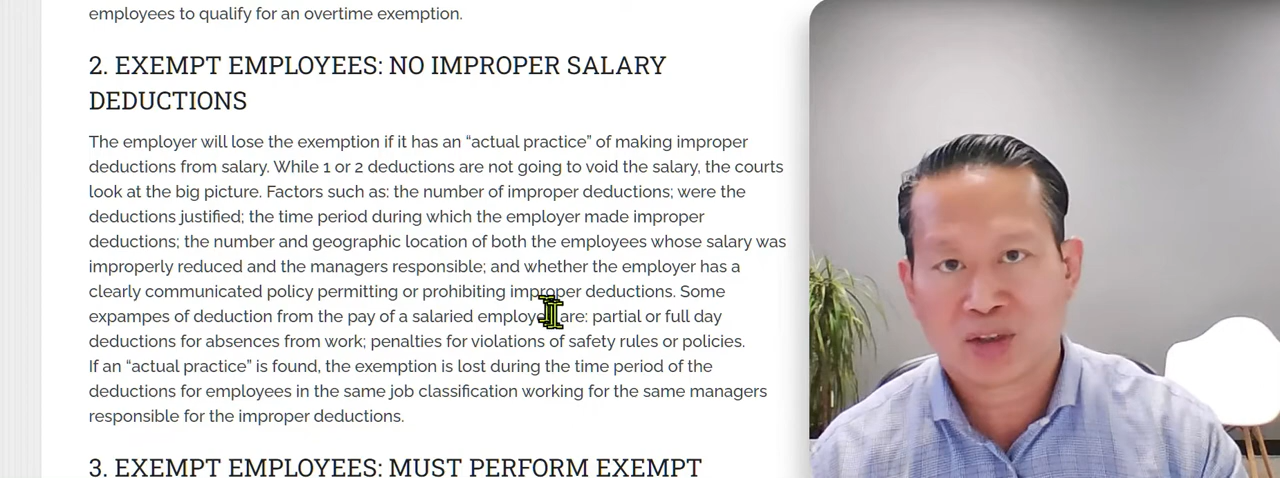 employees to qualify for an overtime exemption.
2. EXEMPT EMPLOYEES: NO IMPROPER SALARY
DEDUCTIONS
The employer will lose the exemption if it has an “actual practice” of making improper
deductions from salary. While 1 or 2 deductions are not going to void the salary, the courts
look at the big picture. Factors such as: the number of improper deductions; were the
deductions justified; the time period during which the employer made improper
deductions; the number and geographic location of both the employees whose salary was
improperly reduced and the managers responsible; and whether the employer has a
clearly communicated policy permitting or prohibiting improper deductions. Some
expampes of deduction from the pay of a salaried are: partial or full day
deductions for absences from work; penalties for violations of safety rules or policies.
If an “actual practice” is found, the exemption is lost during the time period of the
deductions for employees in the same job classification working for the same managers
responsible for the improper deductions.
3. EXEMPT EMPLOYEES: MUST PERFORM EXEMPT